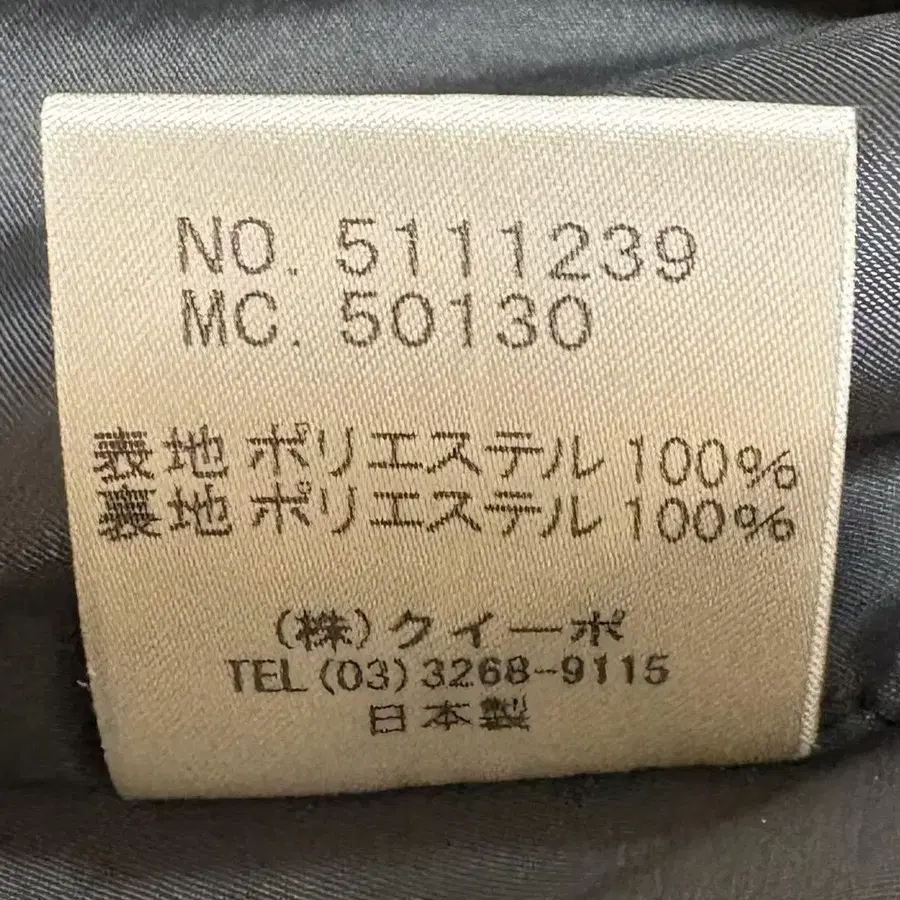 NO. 5111239
MC. 50130
表地 ポリエステル 100%
裏地 ポリエステル 100%
(株)クイーポ
TEL(03)3268-9115
日本製